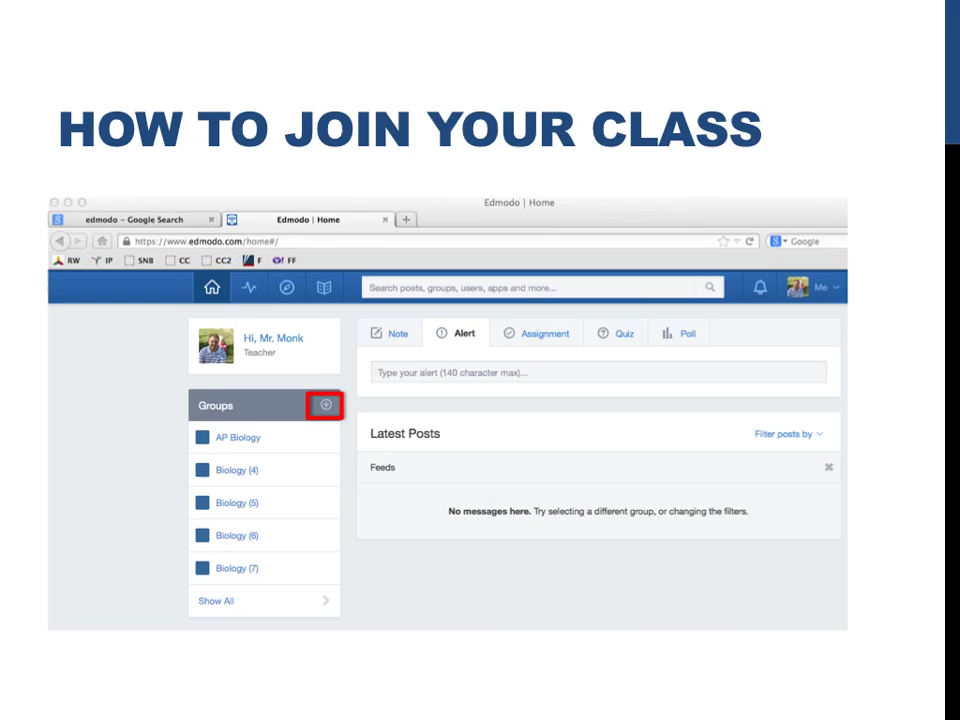 HOW TO JOIN YOUR CLASS
Edmodo | Home
edmodo – Google Search
Edmodo | Home
https://www.edmodo.com/home#/
Google
RW IP SNB CC CC2 F Y! FF
Search posts, groups, users, apps and more...
Me
Hi, Mr. Monk
Teacher
Note Alert Assignment Quiz Poll
Type your alert (140 character max)...
Groups
AP Biology
Biology (4)
Biology (5)
Biology (6)
Biology (7)
Show All
Latest Posts
Filter posts by
Feeds
No messages here. Try selecting a different group, or changing the filters.